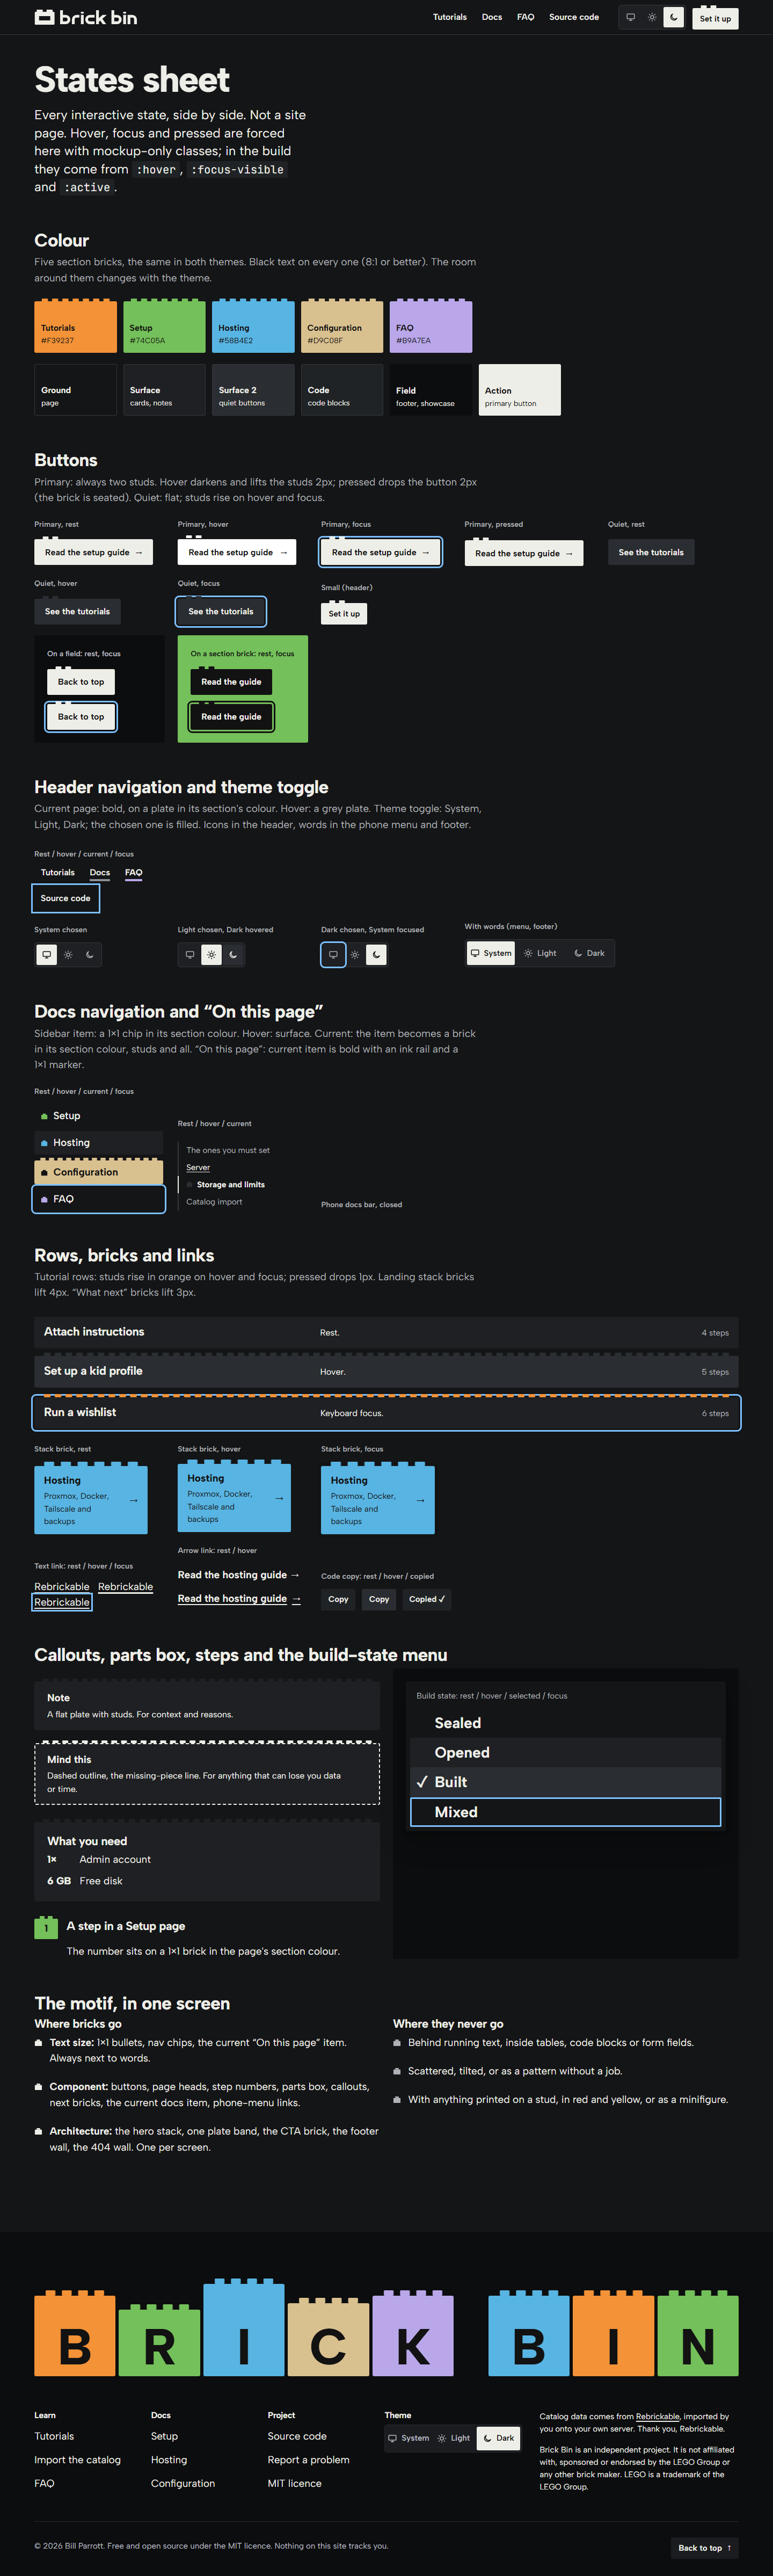 brick bin
Tutorials Docs FAQ Source code Set it up
States sheet
Every interactive state, side by side. Not a site
page. Hover, focus and pressed are forced
here with mockup-only classes; in the build
they come from :hover, :focus-visible
and :active.
Colour
Five section bricks, the same in both themes. Black text on every one (8:1 or better). The room
around them changes with the theme.
Tutorials Setup Hosting Configuration FAQ
#F39237 #74C05A #58B4E2 #D9C08F #B9A7EA
Ground Surface Surface 2 Code Field Action
page cards, notes quiet buttons code blocks footer, showcase primary button
Buttons
Primary: always two studs. Hover darkens and lifts the studs 2px; pressed drops the button 2px
(the brick is seated). Quiet: flat; studs rise on hover and focus.
Primary, rest Primary, hover Primary, focus Primary, pressed Quiet, rest
Read the setup guide → Read the setup guide → Read the setup guide → Read the setup guide → See the tutorials
Quiet, hover Quiet, focus Small (header)
See the tutorials See the tutorials Set it up
On a field: rest, focus On a section brick: rest, focus
Back to top Read the guide
Back to top Read the guide
Header navigation and theme toggle
Current page: bold, on a plate in its section's colour. Hover: a grey plate. Theme toggle: System,
Light, Dark; the chosen one is filled. Icons in the header, words in the phone menu and footer.
Rest / hover / current / focus
Tutorials Docs FAQ
Source code
System chosen Light chosen, Dark hovered Dark chosen, System focused With words (menu, footer)
System Light Dark
Docs navigation and “On this page”
Sidebar item: a 1×1 chip in its section colour. Hover: surface. Current: the item becomes a brick
in its section colour, studs and all. “On this page”: current item is bold with an ink rail and a
1×1 marker.
Rest / hover / current / focus
Setup
Hosting
Configuration
FAQ
Rest / hover / current
The ones you must set
Server
Storage and limits
Catalog import
Phone docs bar, closed
Rows, bricks and links
Tutorial rows: studs rise in orange on hover and focus; pressed drops 1px. Landing stack bricks
lift 4px. “What next” bricks lift 3px.
Attach instructions Rest. 4 steps
Set up a kid profile Hover. 5 steps
Run a wishlist Keyboard focus. 6 steps
Stack brick, rest Stack brick, hover Stack brick, focus
Hosting Hosting Hosting
Proxmox, Docker, Proxmox, Docker, Proxmox, Docker,
Tailscale and → Tailscale and → Tailscale and →
backups backups backups
Text link: rest / hover / focus
Rebrickable Rebrickable
Rebrickable
Arrow link: rest / hover
Read the hosting guide →
Read the hosting guide →
Code copy: rest / hover / copied
Copy Copy Copied ✓
Callouts, parts box, steps and the build-state menu
Note
A flat plate with studs. For context and reasons.
Mind this
Dashed outline, the missing-piece line. For anything that can lose you data
or time.
What you need
1× Admin account
6 GB Free disk
1 A step in a Setup page
The number sits on a 1×1 brick in the page's section colour.
Build state: rest / hover / selected / focus
Sealed
Opened
✓ Built
Mixed
The motif, in one screen
Where bricks go
Text size: 1×1 bullets, nav chips, the current “On this page” item.
Always next to words.
Component: buttons, page heads, step numbers, parts box, callouts,
next bricks, the current docs item, phone-menu links.
Architecture: the hero stack, one plate band, the CTA brick, the footer
wall, the 404 wall. One per screen.
Where they never go
Behind running text, inside tables, code blocks or form fields.
Scattered, tilted, or as a pattern without a job.
With anything printed on a stud, in red and yellow, or as a minifigure.
BRICK BIN
Learn
Tutorials
Import the catalog
FAQ
Docs
Setup
Hosting
Configuration
Project
Source code
Report a problem
MIT licence
Theme
System Light Dark
Catalog data comes from Rebrickable, imported by
you onto your own server. Thank you, Rebrickable.
Brick Bin is an independent project. It is not affiliated
with, sponsored or endorsed by the LEGO Group or
any other brick maker. LEGO is a trademark of the
LEGO Group.
© 2026 Bill Parrott. Free and open source under the MIT licence. Nothing on this site tracks you.
Back to top ↑